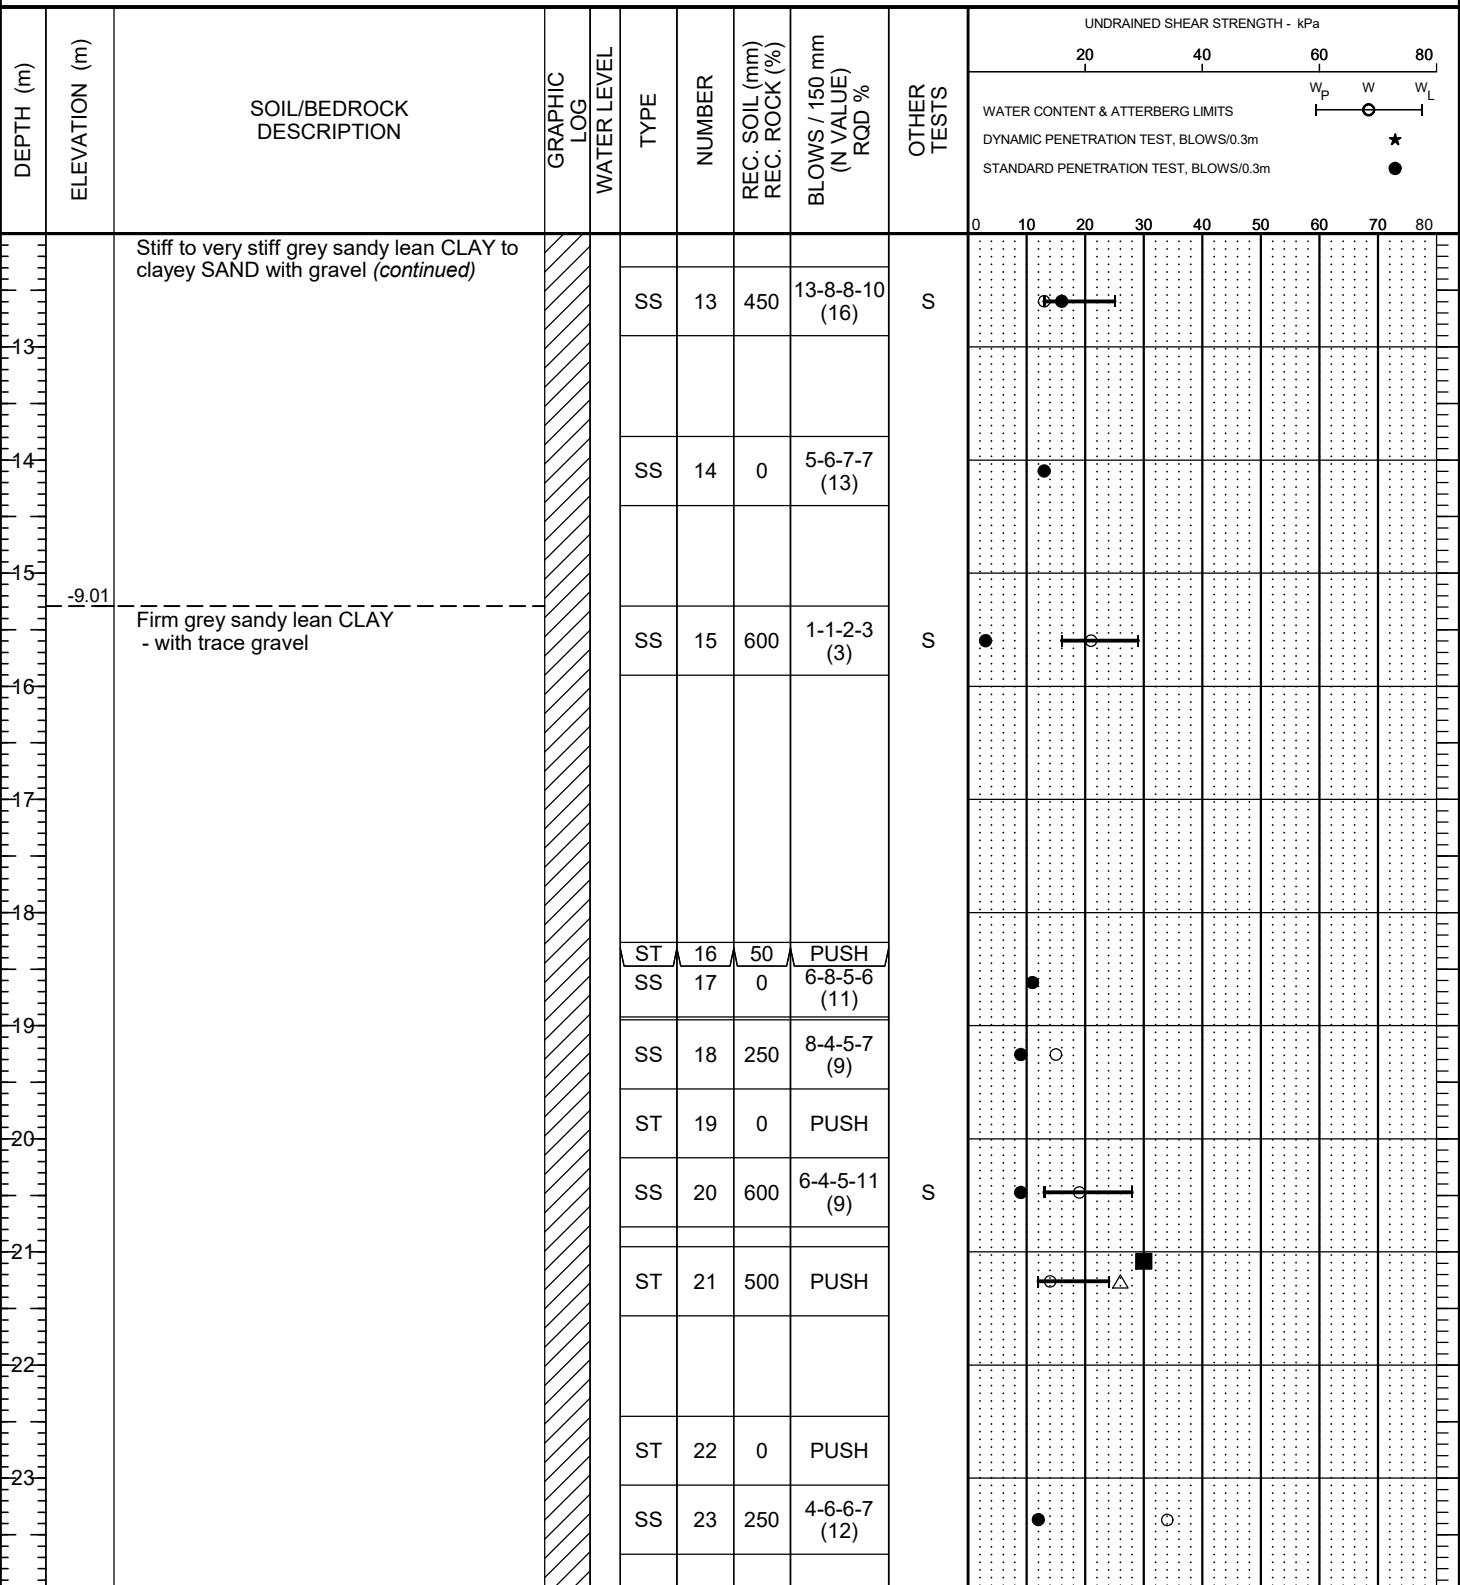 DEPTH (m)
ELEVATION (m)
SOIL/BEDROCK
DESCRIPTION
GRAPHIC
LOG
WATER LEVEL
TYPE
NUMBER
REC. SOIL (mm)
REC. ROCK (%)
BLOWS / 150 mm
(N VALUE)
RQD %
OTHER
TESTS
UNDRAINED SHEAR STRENGTH - kPa
20 40 60 80
WP W WL
WATER CONTENT & ATTERBERG LIMITS
DYNAMIC PENETRATION TEST, BLOWS/0.3m ★
STANDARD PENETRATION TEST, BLOWS/0.3m ●
0 10 20 30 40 50 60 70 80
Stiff to very stiff grey sandy lean CLAY to
clayey SAND with gravel (continued)
SS 13 450 13-8-8-10
(16)
S
13
14
SS 14 0 5-6-7-7
(13)
15
-9.01
Firm grey sandy lean CLAY
- with trace gravel
SS 15 600 1-1-2-3
(3)
S
16
17
18
ST 16 50 PUSH
SS 17 0 6-8-5-6
(11)
19
SS 18 250 8-4-5-7
(9)
ST 19 0 PUSH
20
SS 20 600 6-4-5-11
(9)
S
21
ST 21 500 PUSH
22
ST 22 0 PUSH
23
SS 23 250 4-6-6-7
(12)